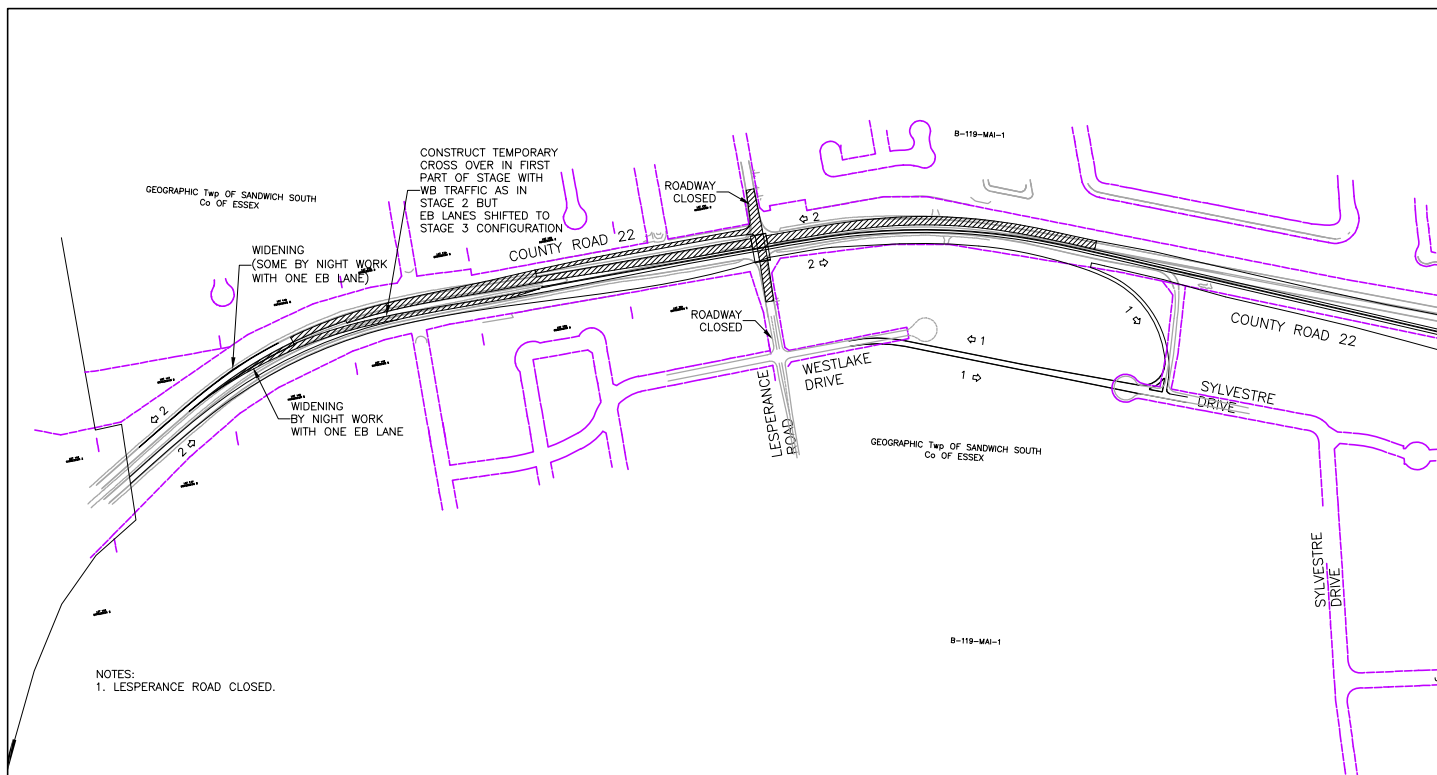 B-119-MAI-1
GEOGRAPHIC Twp OF SANDWICH SOUTH
Co OF ESSEX
CONSTRUCT TEMPORARY
CROSS OVER IN FIRST
PART OF STAGE WITH
WB TRAFFIC AS IN
STAGE 2 BUT
EB LANES SHIFTED TO
STAGE 3 CONFIGURATION
ROADWAY
CLOSED
2
COUNTY ROAD 22
WIDENING
(SOME BY NIGHT WORK
WITH ONE EB LANE)
2
1
ROADWAY
CLOSED
COUNTY ROAD 22
1
WESTLAKE
DRIVE
1
SYLVESTRE
DRIVE
LESPERANCE
ROAD
2
2
WIDENING
BY NIGHT WORK
WITH ONE EB LANE
GEOGRAPHIC Twp OF SANDWICH SOUTH
Co OF ESSEX
SYLVESTRE
DRIVE
B-119-MAI-1
NOTES:
1. LESPERANCE ROAD CLOSED.